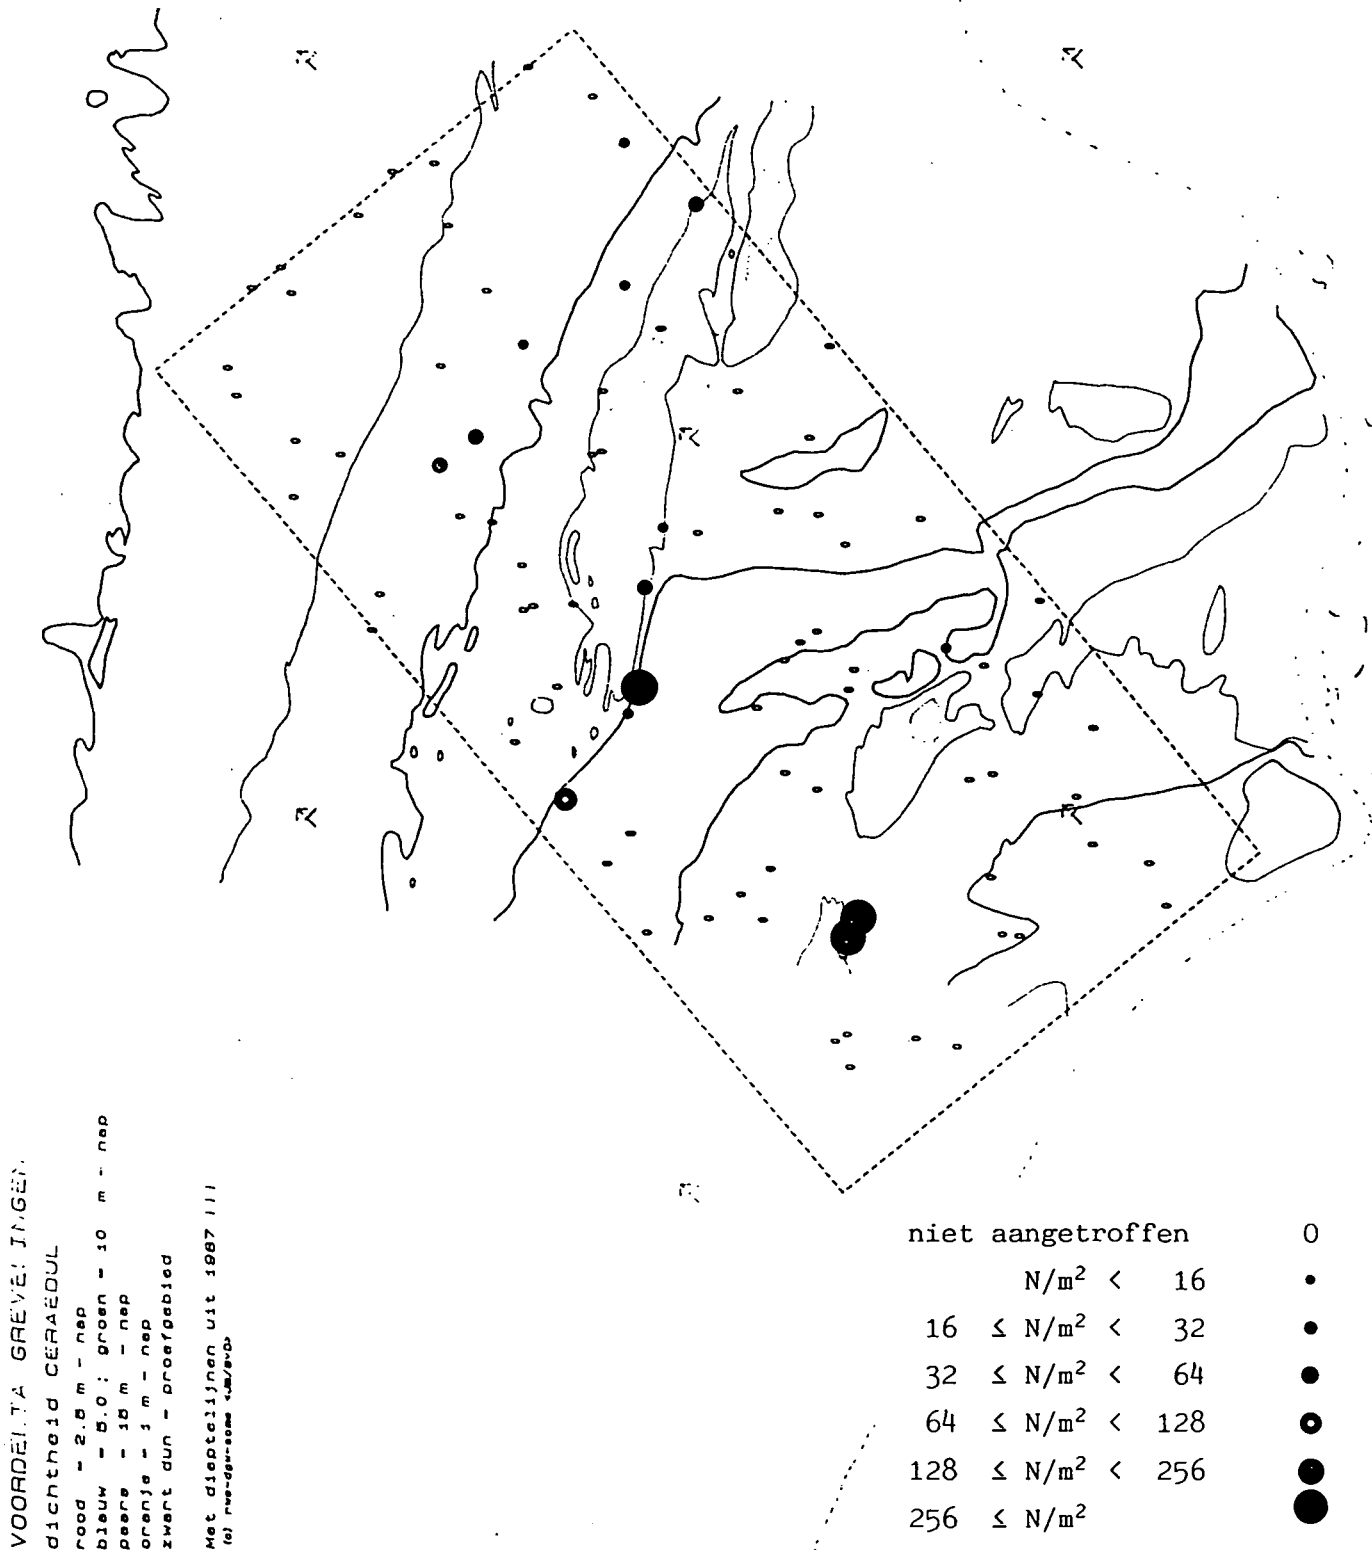 VOORDELTA GREVELINGEN
dichtheid CERAEDUL
rood - 2.5 m - nap
blauw - 5.0 ; groen - 10 m - nap
paars - 15 m - nap
oranje - 1 m - nap
zwart dun - proefgebied
Met dieptelijnen uit 1987 !!!
niet aangetroffen 0
N/m² < 16
16 ≤ N/m² < 32
32 ≤ N/m² < 64
64 ≤ N/m² < 128
128 ≤ N/m² < 256
256 ≤ N/m²